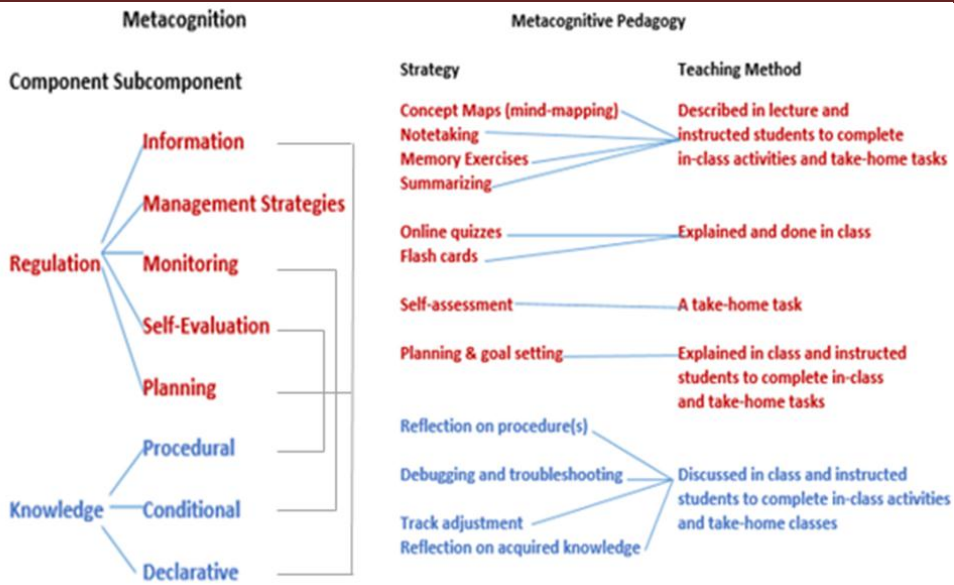 Metacognition
Component Subcomponent
Information
Management Strategies
Regulation
Monitoring
Self-Evaluation
Planning
Procedural
Knowledge
Conditional
Declarative
Metacognitive Pedagogy
Strategy
Teaching Method
Concept Maps (mind-mapping)
Notetaking
Memory Exercises
Summarizing
Described in lecture and
instructed students to complete
in-class activities and take-home tasks
Online quizzes
Flash cards
Explained and done in class
Self-assessment
A take-home task
Planning & goal setting
Explained in class and instructed
students to complete in-class
and take-home tasks
Reflection on procedure(s)
Debugging and troubleshooting
Track adjustment
Reflection on acquired knowledge
Discussed in class and instructed
students to complete in-class activities
and take-home classes